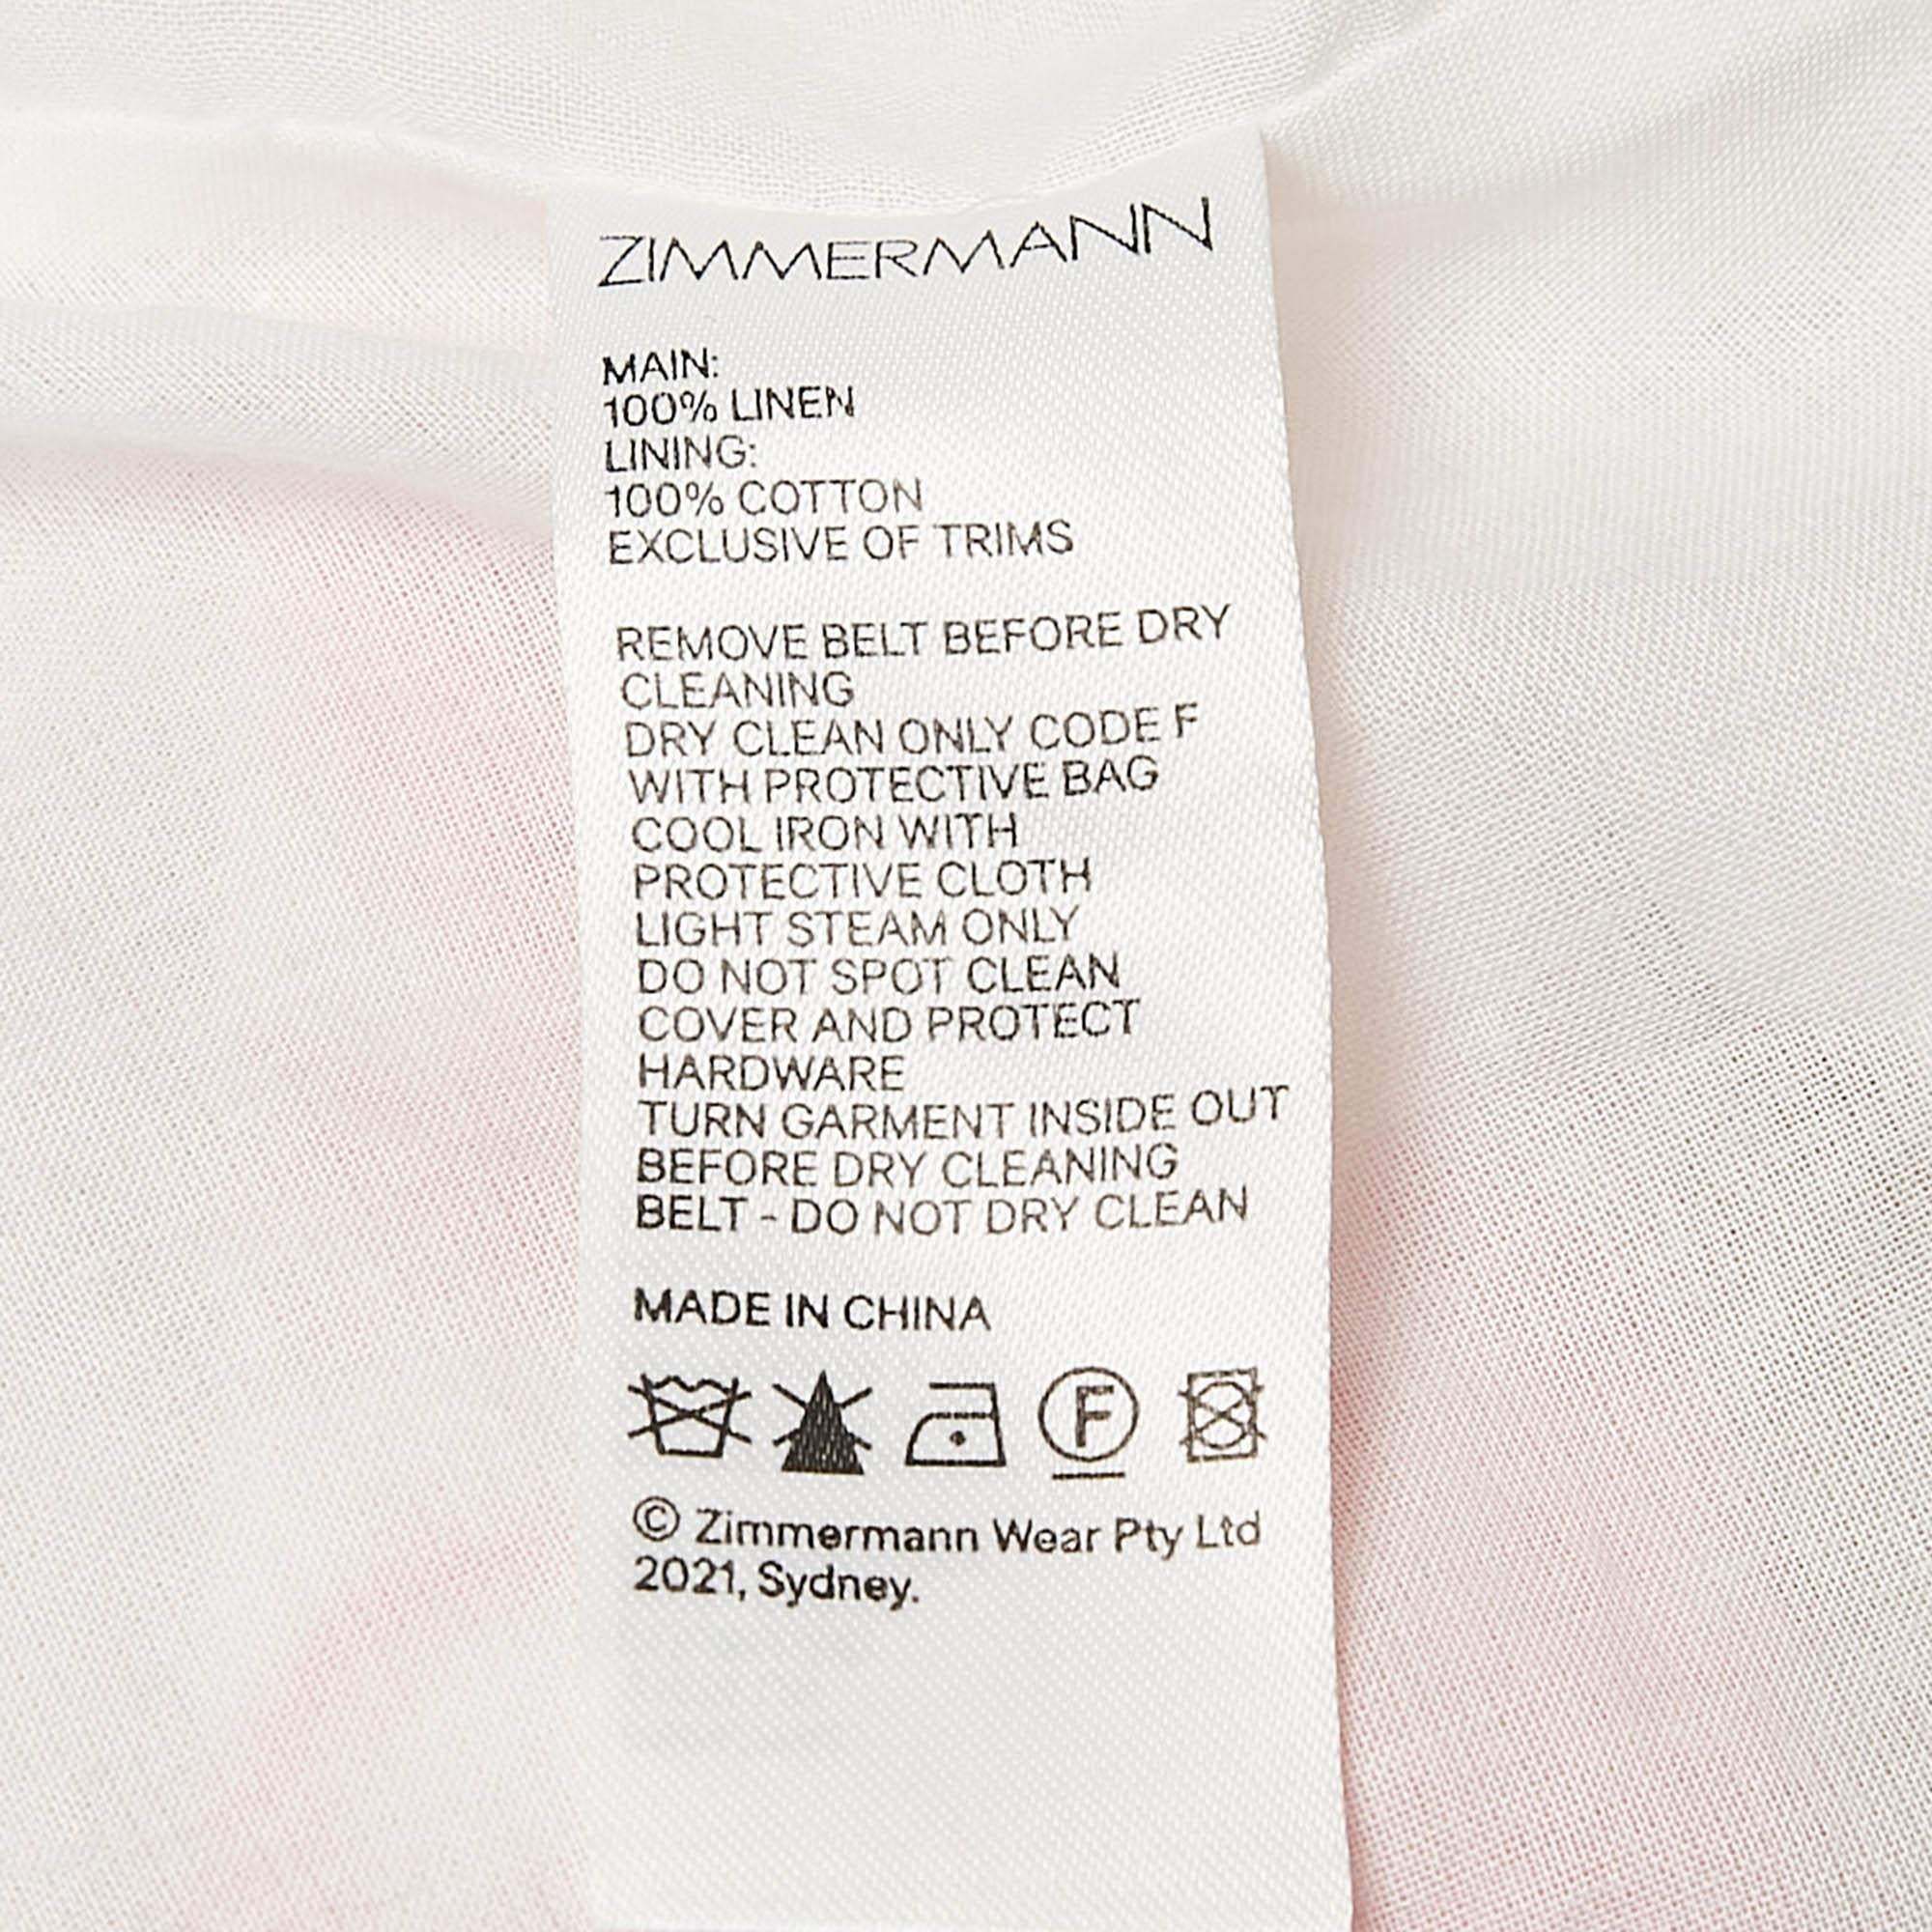 ZIMMERMANN
MAIN:
100% LINEN
LINING:
100% COTTON
EXCLUSIVE OF TRIMS
REMOVE BELT BEFORE DRY
CLEANING
DRY CLEAN ONLY CODE F
WITH PROTECTIVE BAG
COOL IRON WITH
PROTECTIVE CLOTH
LIGHT STEAM ONLY
DO NOT SPOT CLEAN
COVER AND PROTECT
HARDWARE
TURN GARMENT INSIDE OUT
BEFORE DRY CLEANING
BELT - DO NOT DRY CLEAN
MADE IN CHINA
F
© Zimmermann Wear Pty Ltd
2021, Sydney.